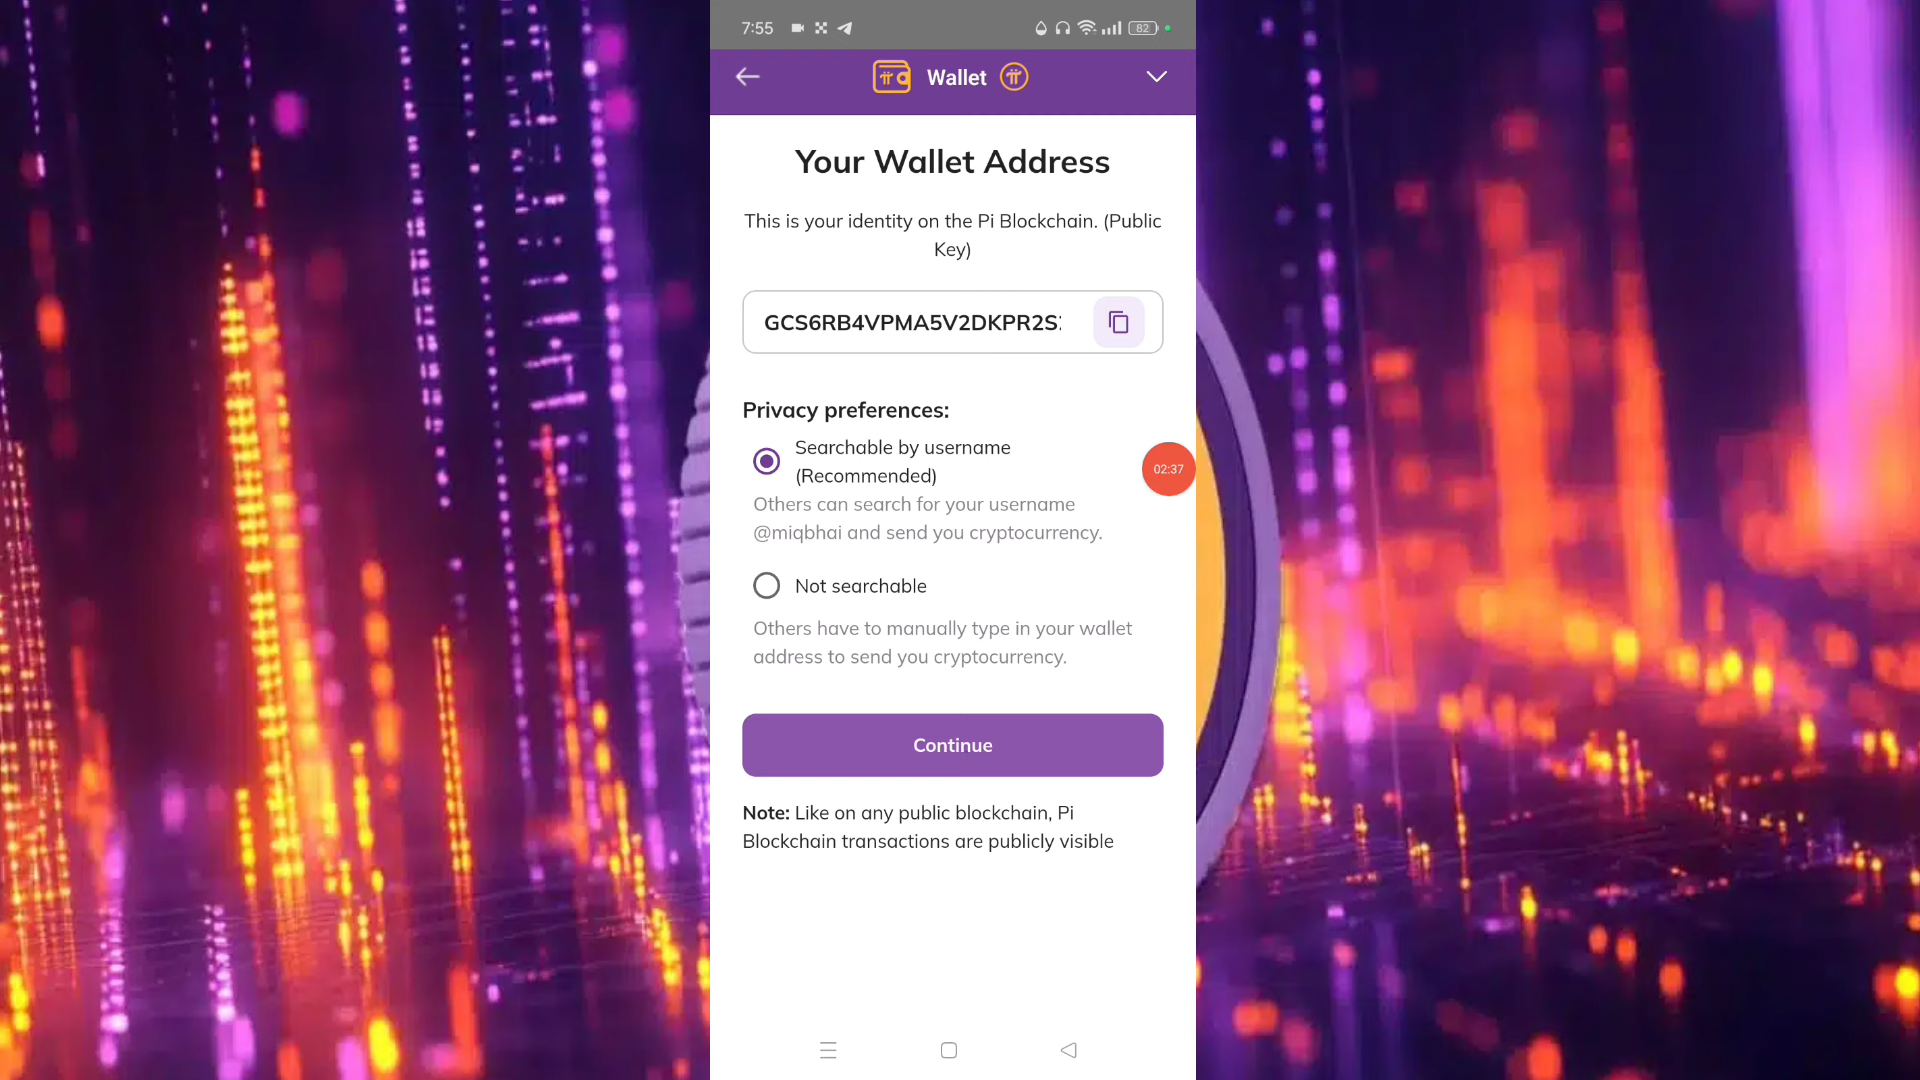 7:55
82
Wallet
Your Wallet Address
This is your identity on the Pi Blockchain. (Public
Key)
GCS6RB4VPMA5V2DKPR2S
Privacy preferences:
Searchable by username
(Recommended)
02:37
Others can search for your username
@miqbhai and send you cryptocurrency.
Not searchable
Others have to manually type in your wallet
address to send you cryptocurrency.
Continue
Note: Like on any public blockchain, Pi
Blockchain transactions are publicly visible